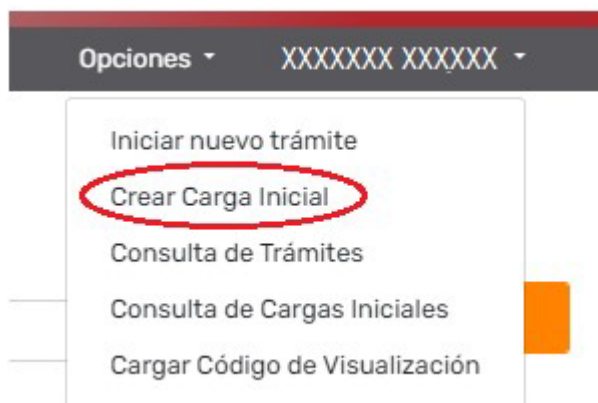 Opciones XXXXXXX XXXXXX
Iniciar nuevo trámite
Crear Carga Inicial
Consulta de Trámites
Consulta de Cargas Iniciales
Cargar Código de Visualización